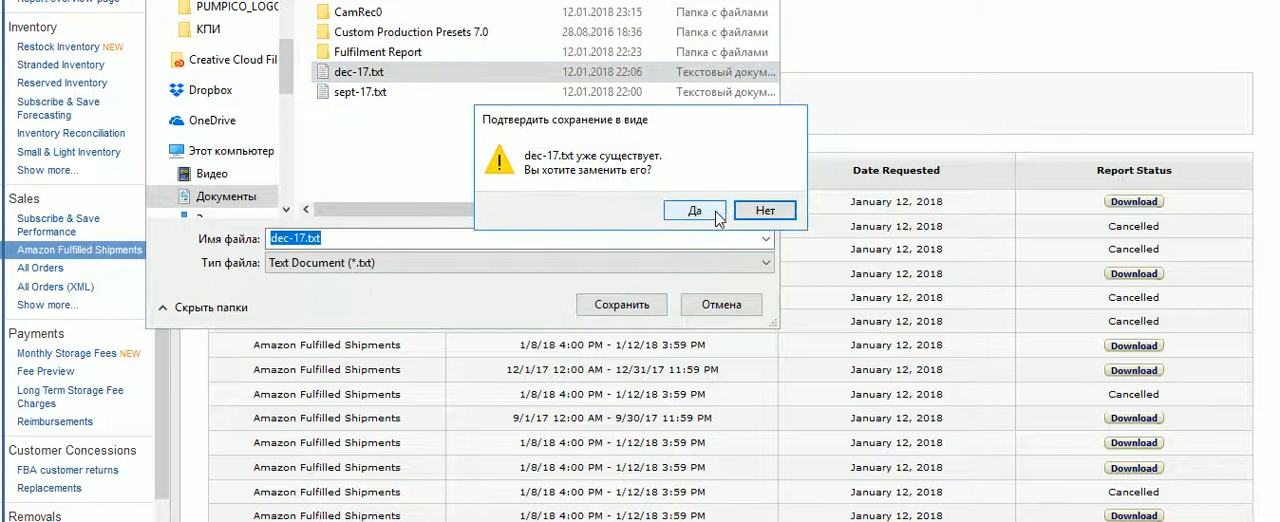 Inventory
Restock Inventory NEW
Stranded Inventory
Reserved Inventory
Subscribe & Save
Forecasting
Inventory Reconciliation
Small & Light Inventory
Show more...
Sales
Subscribe & Save
Performance
Amazon Fulfilled Shipments
All Orders
All Orders (XML)
Show more...
Payments
Monthly Storage Fees NEW
Fee Preview
Long Term Storage Fee
Charges
Reimbursements
Customer Concessions
FBA customer returns
Replacements
Removals
PUMPICO_LOGO
КПИ
Creative Cloud Fil
Dropbox
OneDrive
Этот компьютер
Видео
Документы
CamRec0 12.01.2018 23:15 Папка с файлами
Custom Production Presets 7.0 28.08.2016 18:36 Папка с файлами
Fulfilment Report 12.01.2018 22:23 Папка с файлами
dec-17.txt 12.01.2018 22:06 Текстовый докум...
sept-17.txt 12.01.2018 22:00 Текстовый докум...
Подтвердить сохранение в виде
dec-17.txt уже существует.
Вы хотите заменить его?
Да Нет
Имя файла: dec-17.txt
Тип файла: Text Document (*.txt)
Скрыть папки Сохранить Отмена
Date Requested Report Status
January 12, 2018 Download
January 12, 2018 Cancelled
January 12, 2018 Cancelled
January 12, 2018 Download
January 12, 2018 Cancelled
January 12, 2018 Cancelled
Amazon Fulfilled Shipments 1/8/18 4:00 PM - 1/12/18 3:59 PM January 12, 2018 Download
Amazon Fulfilled Shipments 12/1/17 12:00 AM - 12/31/17 11:59 PM January 12, 2018 Download
Amazon Fulfilled Shipments 1/8/18 4:00 PM - 1/12/18 3:59 PM January 12, 2018 Cancelled
Amazon Fulfilled Shipments 9/1/17 12:00 AM - 9/30/17 11:59 PM January 12, 2018 Download
Amazon Fulfilled Shipments 1/8/18 4:00 PM - 1/12/18 3:59 PM January 12, 2018 Download
Amazon Fulfilled Shipments 1/8/18 4:00 PM - 1/12/18 3:59 PM January 12, 2018 Download
Amazon Fulfilled Shipments 1/8/18 4:00 PM - 1/12/18 3:59 PM January 12, 2018 Cancelled
Amazon Fulfilled Shipments 1/8/18 4:00 PM - 1/12/18 3:59 PM January 12, 2018 Download